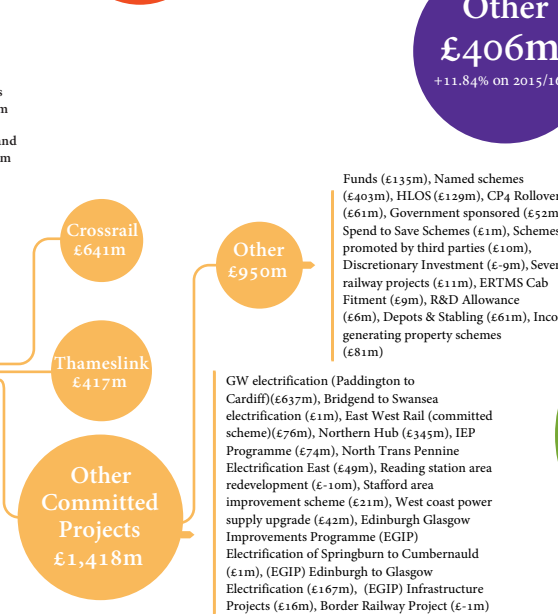 Other
£406m
+11.84% on 2015/16
s
m
and
m
Crossrail
£641m
Other
£950m
Thameslink
£417m
Other
Committed
Projects
£1,418m
Funds (£135m), Named schemes
(£403m), HLOS (£129m), CP4 Rollover
(£61m), Government sponsored (£52m
Spend to Save Schemes (£1m), Schemes
promoted by third parties (£10m),
Discretionary Investment (£-9m), Seven
railway projects (£11m), ERTMS Cab
Fitment (£9m), R&D Allowance
(£6m), Depots & Stabling (£61m), Inco
generating property schemes
(£81m)
GW electrification (Paddington to
Cardiff)(£637m), Bridgend to Swansea
electrification (£1m), East West Rail (committed
scheme)(£76m), Northern Hub (£345m), IEP
Programme (£74m), North Trans Pennine
Electrification East (£49m), Reading station area
redevelopment (£-10m), Stafford area
improvement scheme (£21m), West coast power
supply upgrade (£42m), Edinburgh Glasgow
Improvements Programme (EGIP)
Electrification of Springburn to Cumbernauld
(£1m), (EGIP) Edinburgh to Glasgow
Electrification (£167m), (EGIP) Infrastructure
Projects (£16m), Border Railway Project (£-1m)